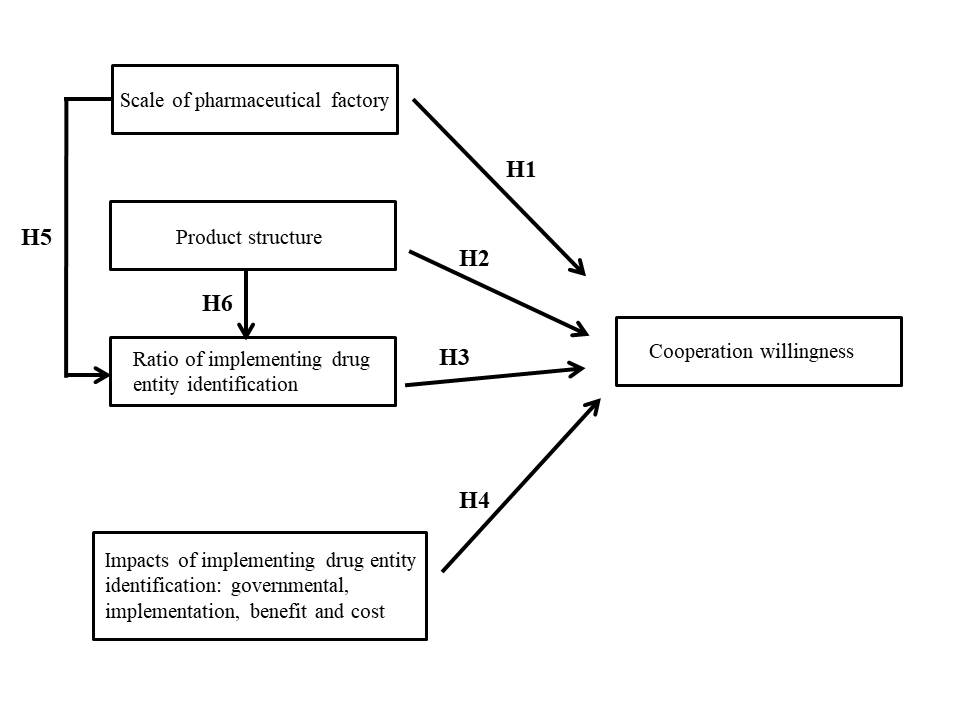 Scale of pharmaceutical factory
H1
H5
Product structure
H2
H6
Ratio of implementing drug
entity identification
H3
Cooperation willingness
H4
Impacts of implementing drug entity
identification: governmental,
implementation, benefit and cost